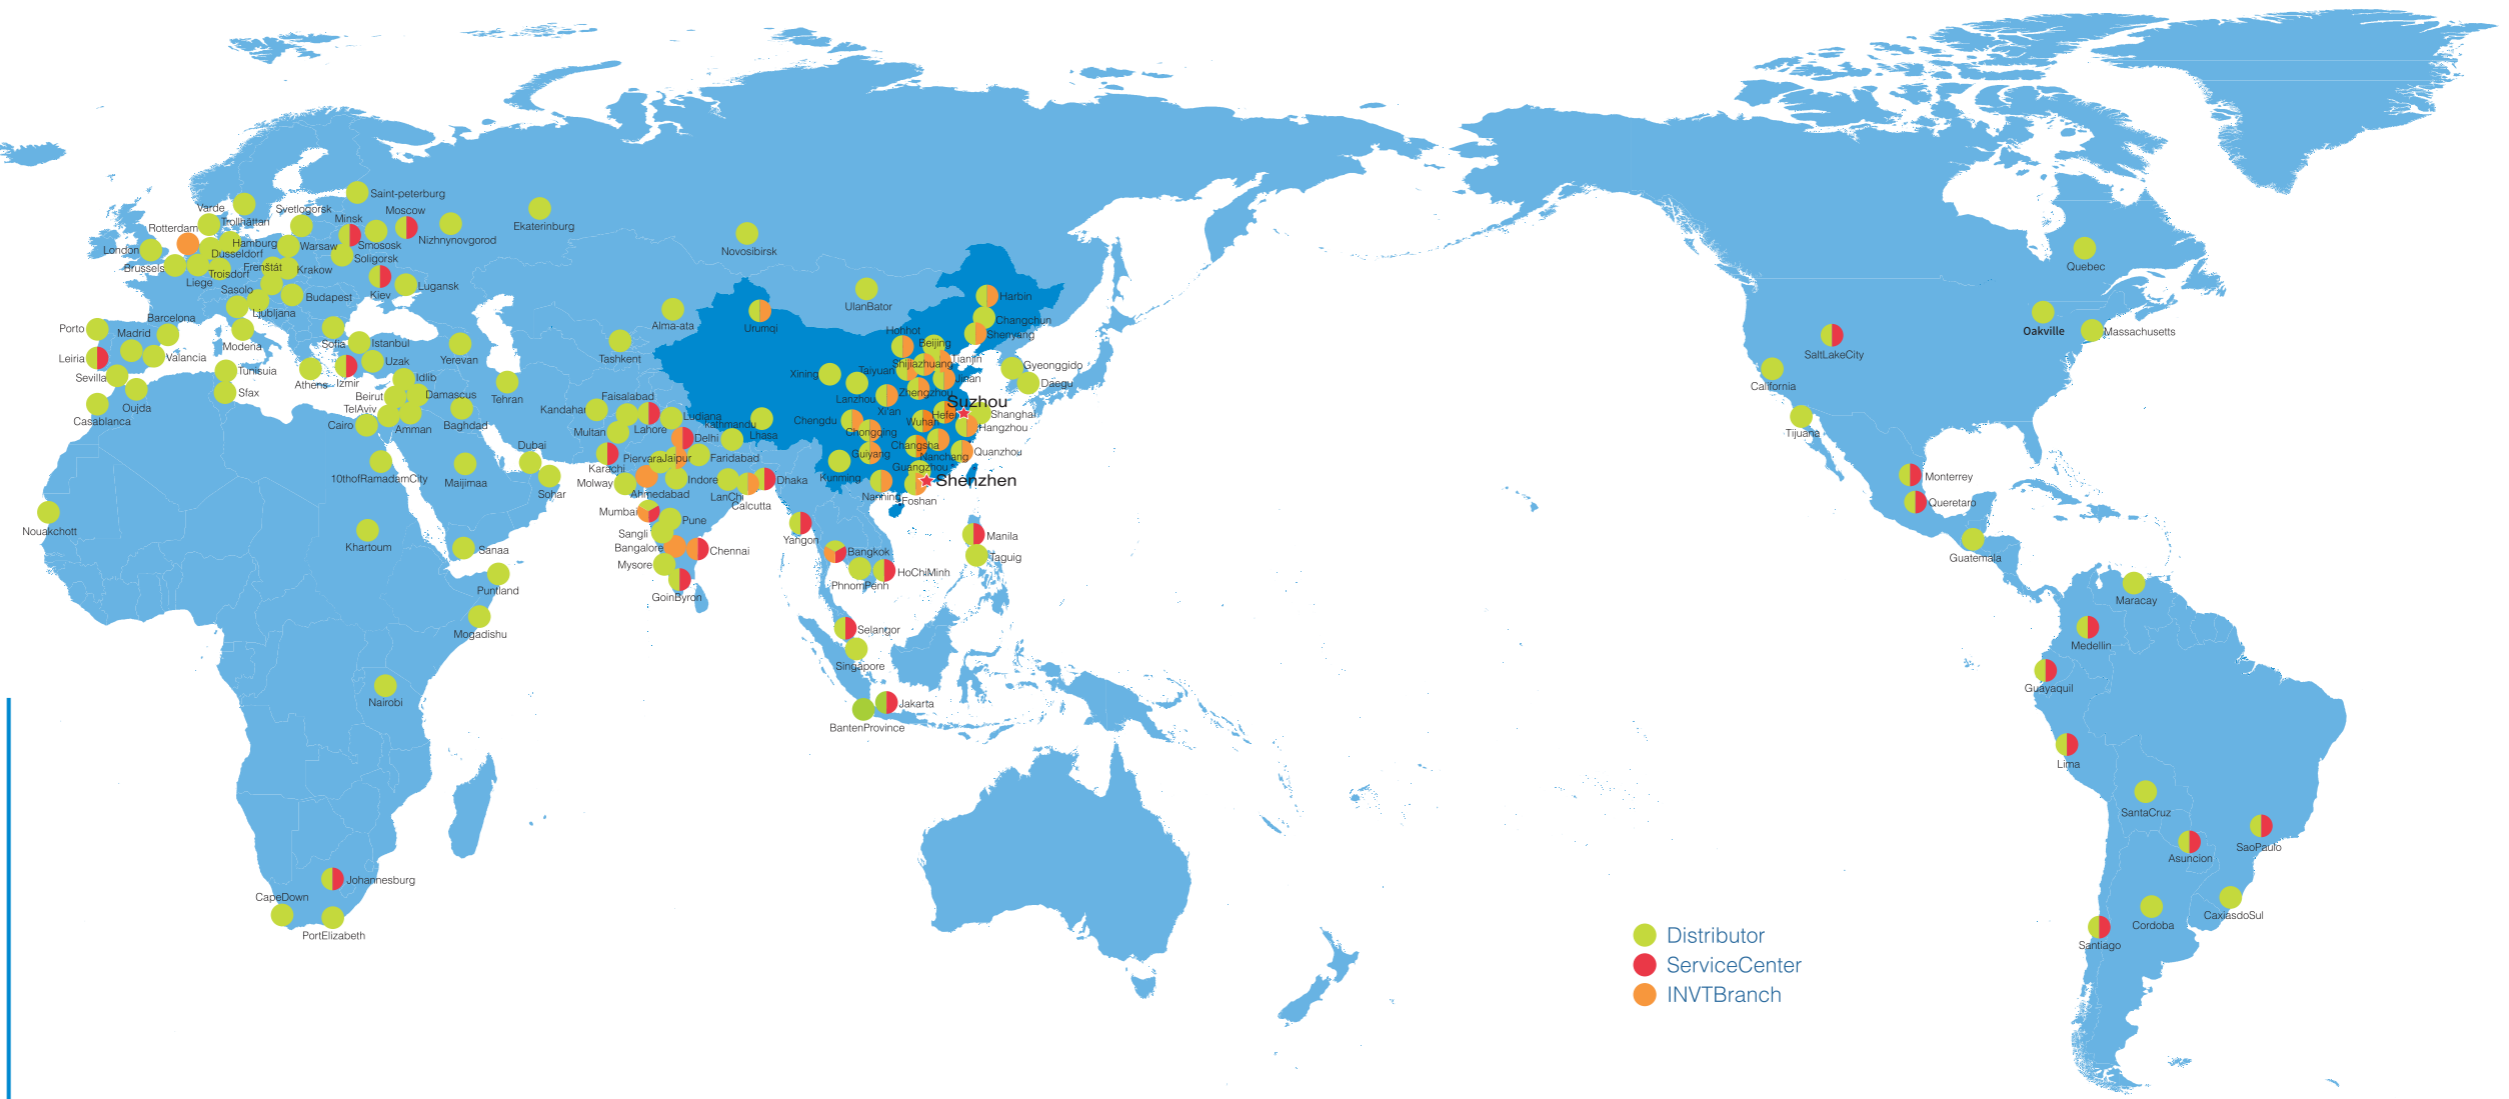 Saint-peterburg
Varde
Svetlogorsk
Moscow
Trollhättan
Minsk
Ekaterinburg
Rotterdam
Nizhnynovgorod
Hamburg
Warsaw
Smososk
London
Dusseldorf
Novosibirsk
Soligorsk
Brussels
Troisdorf
Frenštát
Krakow
Quebec
Liege
Sasolo
Budapest
Kiev
Lugansk
Harbin
UlanBator
Ljubljana
Barcelona
Alma-ata
Urumqi
Changchun
Porto
Madrid
Hohhot
Shenyang
Oakville
Massachusetts
Modena
Sofia
Istanbul
Beijing
Tashkent
Leiria
Valancia
Uzak
Yerevan
Tianjin
SaltLakeCity
Shijiazhuang
Gyeonggido
Sevilla
Tunisuia
Athens
Izmir
Idlib
Xining
Taiyuan
Jinan
Daegu
California
Oujda
Sfax
Beirut
Damascus
Tehran
Faisalabad
Lanzhou
Zhengzhou
Suzhou
TelAviv
Kandahar
Xi'an
Casablanca
Cairo
Amman
Baghdad
Lahore
Ludiana
kathmandu
Chengdu
Wuhan
Hefei
Shanghai
Multan
Delhi
Lhasa
Chongqing
Hangzhou
Tijuana
Dubai
Changsha
Karachi
Piervara
Jaipur
Faridabad
Guiyang
Nanchang
Quanzhou
10thofRamadamCity
Maijimaa
Guangzhou
Sohar
Molway
Indore
Dhaka
Kunming
Shenzhen
Monterrey
Ahmedabad
LanChi
Calcutta
Nanning
Foshan
Queretaro
Mumbai
Pune
Nouakchott
Khartoum
Sanaa
Sangli
Bangalore
Chennai
Yangon
Bangkok
Manila
Taguig
Guatemala
Mysore
HoChiMinh
Puntland
GoinByron
PhnomPenh
Maracay
Mogadishu
Selangor
Medellin
Singapore
Guayaquil
Nairobi
Jakarta
BantenProvince
Lima
SantaCruz
SaoPaulo
Asuncion
Johannesburg
CapeDown
CaxiasdoSul
PortElizabeth
Cordoba
Santiago
Distributor
ServiceCenter
INVTBranch